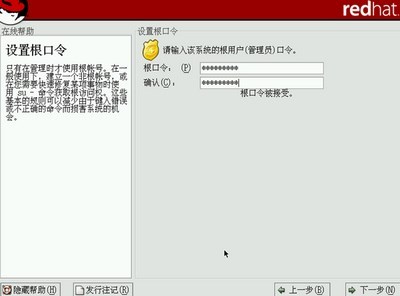 redhat.
在线帮助
设置根口令
设置根口令
只有在管理时才使用根帐号。在一
般使用下，建立一个非根帐号，或
在您需要快速修复某项事物时使
用 su - 命令获取根访问权。这些
基本的规则可以减少由于键入错误
或不正确的命令而损害系统的机
会。
请输入该系统的根用户(管理员)口令。
根口令： (P) *********
确认(C)： *********
根口令被接受。
隐藏帮助(H)
发行注记(R)
上一步(B)
下一步(N)